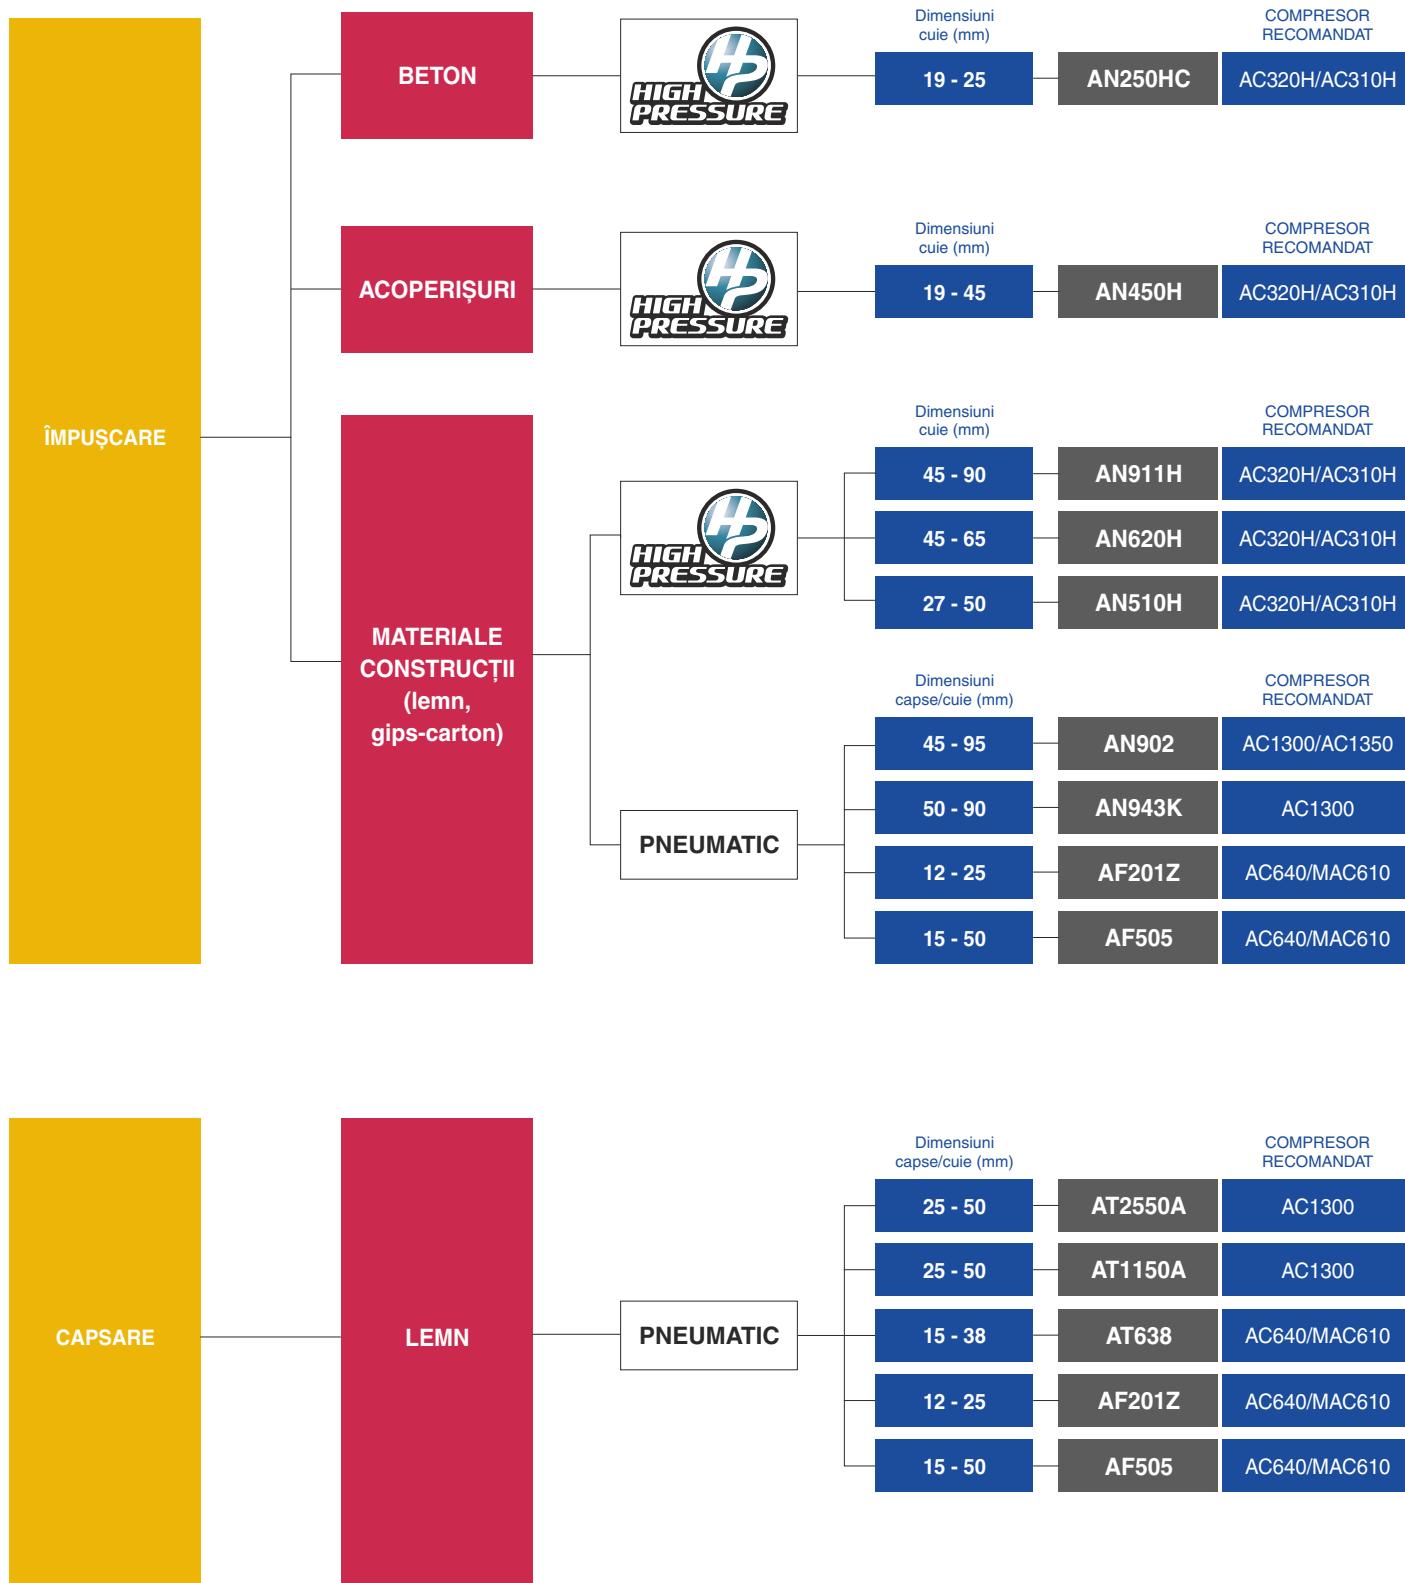 ÎMPUȘCARE
BETON
HP
HIGH
PRESSURE
Dimensiuni
cuie (mm)
COMPRESOR
RECOMANDAT
19 - 25
AN250HC
AC320H/AC310H
ACOPERIȘURI
HP
HIGH
PRESSURE
Dimensiuni
cuie (mm)
COMPRESOR
RECOMANDAT
19 - 45
AN450H
AC320H/AC310H
MATERIALE
CONSTRUCȚII
(lemn,
gips-carton)
HP
HIGH
PRESSURE
Dimensiuni
cuie (mm)
COMPRESOR
RECOMANDAT
45 - 90
AN911H
AC320H/AC310H
45 - 65
AN620H
AC320H/AC310H
27 - 50
AN510H
AC320H/AC310H
PNEUMATIC
Dimensiuni
capse/cuie (mm)
COMPRESOR
RECOMANDAT
45 - 95
AN902
AC1300/AC1350
50 - 90
AN943K
AC1300
12 - 25
AF201Z
AC640/MAC610
15 - 50
AF505
AC640/MAC610
CAPSARE
LEMN
PNEUMATIC
Dimensiuni
capse/cuie (mm)
COMPRESOR
RECOMANDAT
25 - 50
AT2550A
AC1300
25 - 50
AT1150A
AC1300
15 - 38
AT638
AC640/MAC610
12 - 25
AF201Z
AC640/MAC610
15 - 50
AF505
AC640/MAC610